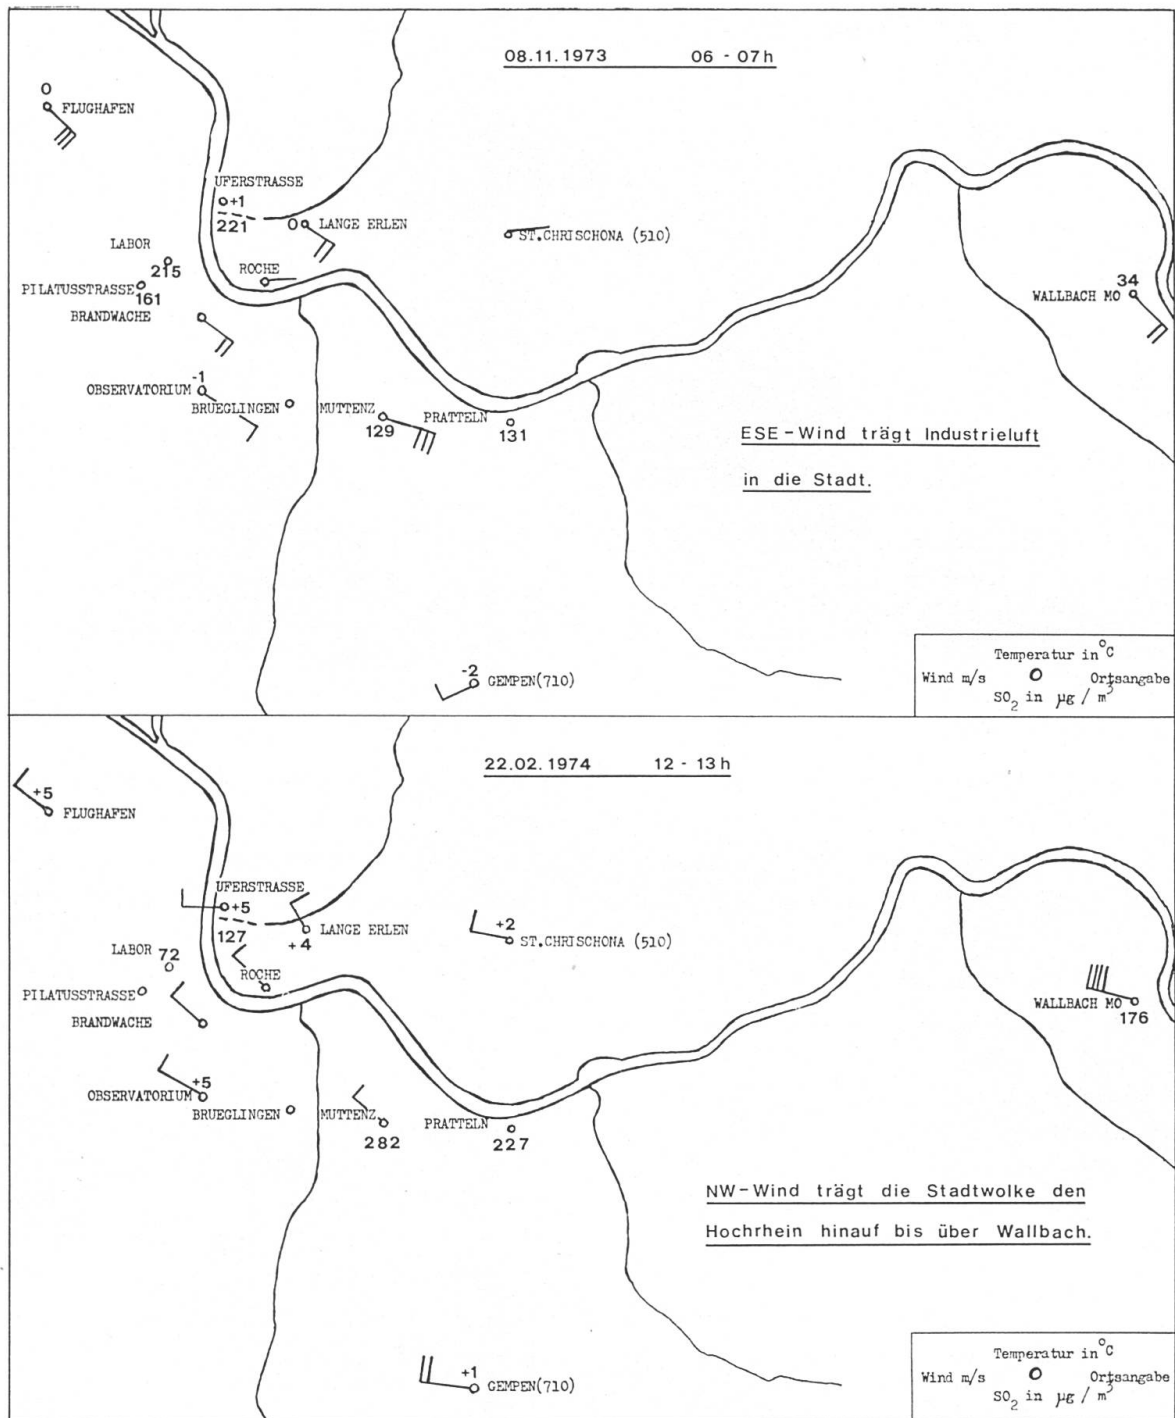 08.11.1973 06 - 07h
0
FLUGHAFEN
UFERSTRASSE
+1
221
0 LANGE ERLEN
ST.CHRISCHONA (510)
LABOR
215
ROCHE
PILATUSSTRASSE
161
34
WALLBACH MO
BRANDWACHE
-1
OBSERVATORIUM
BRUEGLINGEN
MUTTENZ
129
PRATTELN
131
ESE-Wind trägt Industrieluft
in die Stadt.
-2
GEMPEN(710)
Temperatur in °C
Wind m/s O Ortsangabe
SO2 in µg / m3
22.02.1974 12 - 13h
+5
FLUGHAFEN
UFERSTRASSE
+5
127
LANGE ERLEN
+4
+2
ST.CHRISCHONA (510)
LABOR 72
ROCHE
PILATUSSTRASSE
WALLBACH MO
176
BRANDWACHE
+5
OBSERVATORIUM
BRUEGLINGEN
MUTTENZ
282
PRATTELN
227
NW-Wind trägt die Stadtwolke den
Hochrhein hinauf bis über Wallbach.
+1
GEMPEN(710)
Temperatur in °C
Wind m/s O Ortsangabe
SO2 in µg / m3